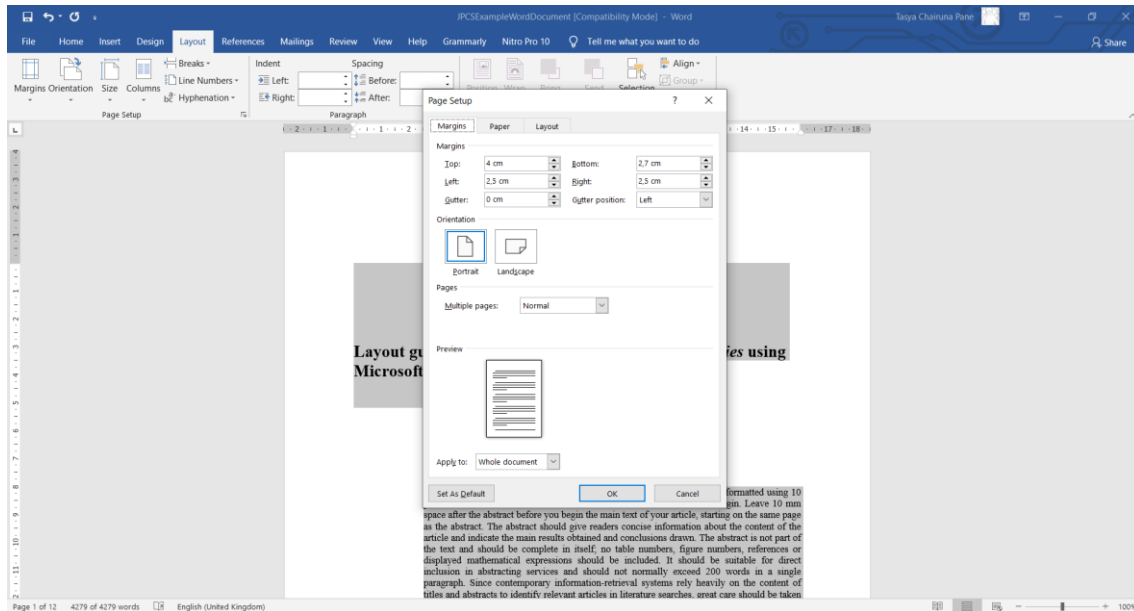 JPCSExampleWordDocument [Compatibility Mode] - Word
Tasya Chairuna Pane
File Home Insert Design Layout References Mailings Review View Help Grammarly Nitro Pro 10 Tell me what you want to do Share
Margins Orientation Size Columns
Breaks
Line Numbers
Hyphenation
Page Setup
Indent
Left:
Right:
Spacing
Before:
After:
Paragraph
Position Wrap Bring Send Selection
Align
Group
Page Setup ? ×
Margins Paper Layout
Margins
Top: 4 cm Bottom: 2,7 cm
Left: 2,5 cm Right: 2,5 cm
Gutter: 0 cm Gutter position: Left
Orientation
Portrait Landscape
Pages
Multiple pages: Normal
Preview
Apply to: Whole document
Set As Default OK Cancel
Layout gu
ies using
Microsoft
formatted using 10
gin. Leave 10 mm
space after the abstract before you begin the main text of your article, starting on the same page
as the abstract. The abstract should give readers concise information about the content of the
article and indicate the main results obtained and conclusions drawn. The abstract is not part of
the text and should be complete in itself; no table numbers, figure numbers, references or
displayed mathematical expressions should be included. It should be suitable for direct
inclusion in abstracting services and should not normally exceed 200 words in a single
paragraph. Since contemporary information-retrieval systems rely heavily on the content of
titles and abstracts to identify relevant articles in literature searches, great care should be taken
Page 1 of 12 4279 of 4279 words English (United Kingdom) 100%